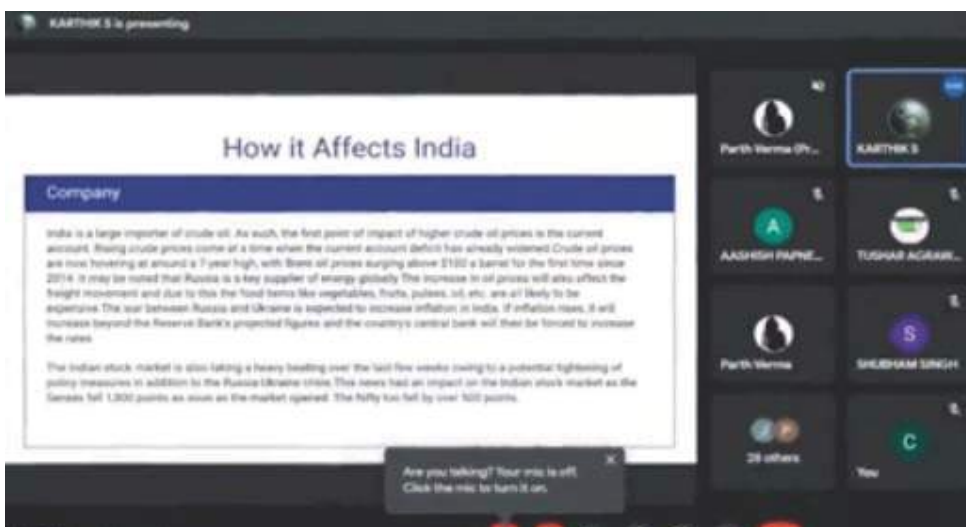 KARTHIK S is presenting
How it Affects India
Company
India is a large importer of crude oil. As such, the first point of impact of higher crude oil prices is the current
account. Rising crude prices come at a time when the current account deficit has already widened.Crude oil prices
are now hovering at around a 7-year high, with Brent oil prices surging above $100 a barrel for the first time since
2014. It may be noted that Russia is a key supplier of energy globally.The increase in oil prices will also affect the
freight movement and due to this the food items like vegetables, fruits, pulses, oil, etc. are all likely to be
expensive.The war between Russia and Ukraine is expected to increase inflation in India. If inflation rises, it will
increase beyond the Reserve Bank's projected figures and the country's central bank will then be forced to increase
the rates.
The Indian stock market is also taking a heavy beating over the last few weeks owing to a potential tightening of
policy measures in addition to the Russia-Ukraine crisis.This news had an impact on the Indian stock market as the
Sensex fell 1,800 points as soon as the market opened. The Nifty too fell by over 500 points.
Are you talking? Your mic is off.
Click the mic to turn it on.
Parth Verma (Pr...
KARTHIK S
A
AASHISH PAPNE...
TUSHAR AGRAW...
Parth Verma
S
SHUBHAM SINGH
J P
28 others
C
You